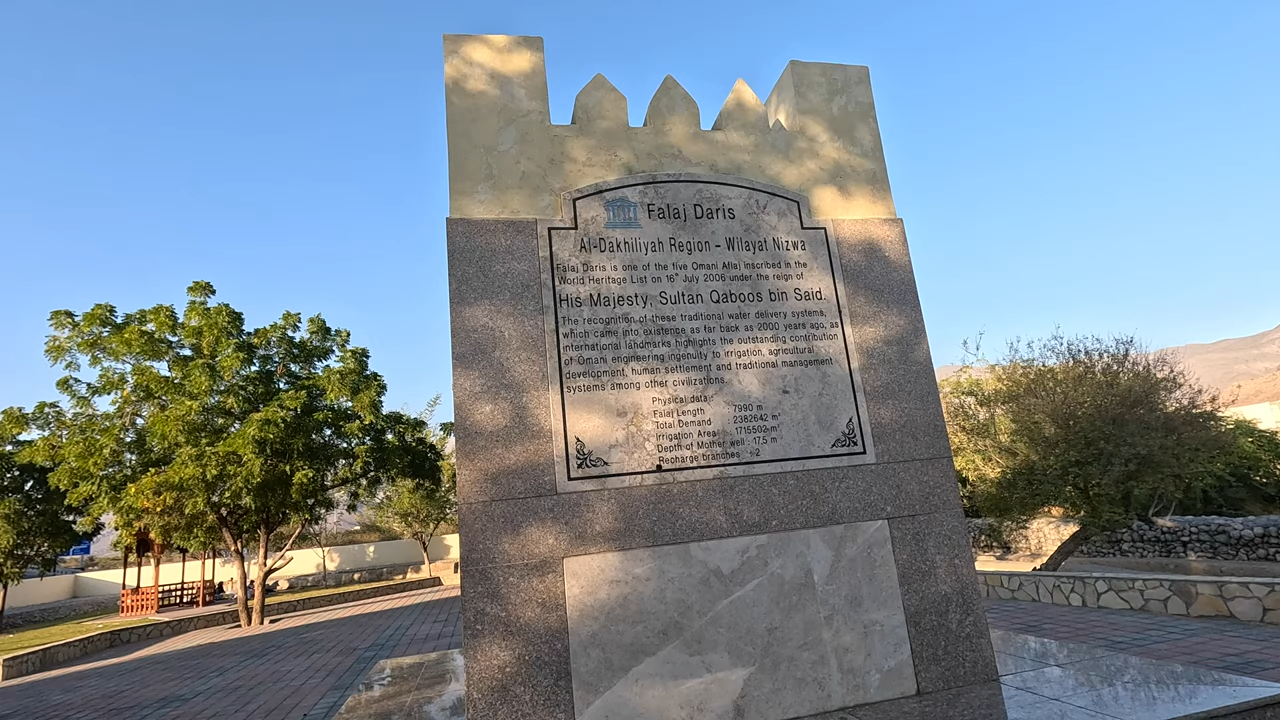 Falaj Daris
Al-Dakhiliyah Region - Wilayat Nizwa
Falaj Daris is one of the five Omani Aflaj inscribed in the
World Heritage List on 16th July 2006 under the reign of
His Majesty, Sultan Qaboos bin Said.
The recognition of these traditional water delivery systems,
which came into existence as far back as 2000 years ago, as
international landmarks highlights the outstanding contribution
of Omani engineering ingenuity to irrigation, agricultural
development, human settlement and traditional management
systems among other civilizations.
Physical data :
Falaj Length : 7990 m
Total Demand : 2382642 m²
Irrigation Area : 1715502 m²
Depth of Mother well : 17.5 m
Recharge branches : 2